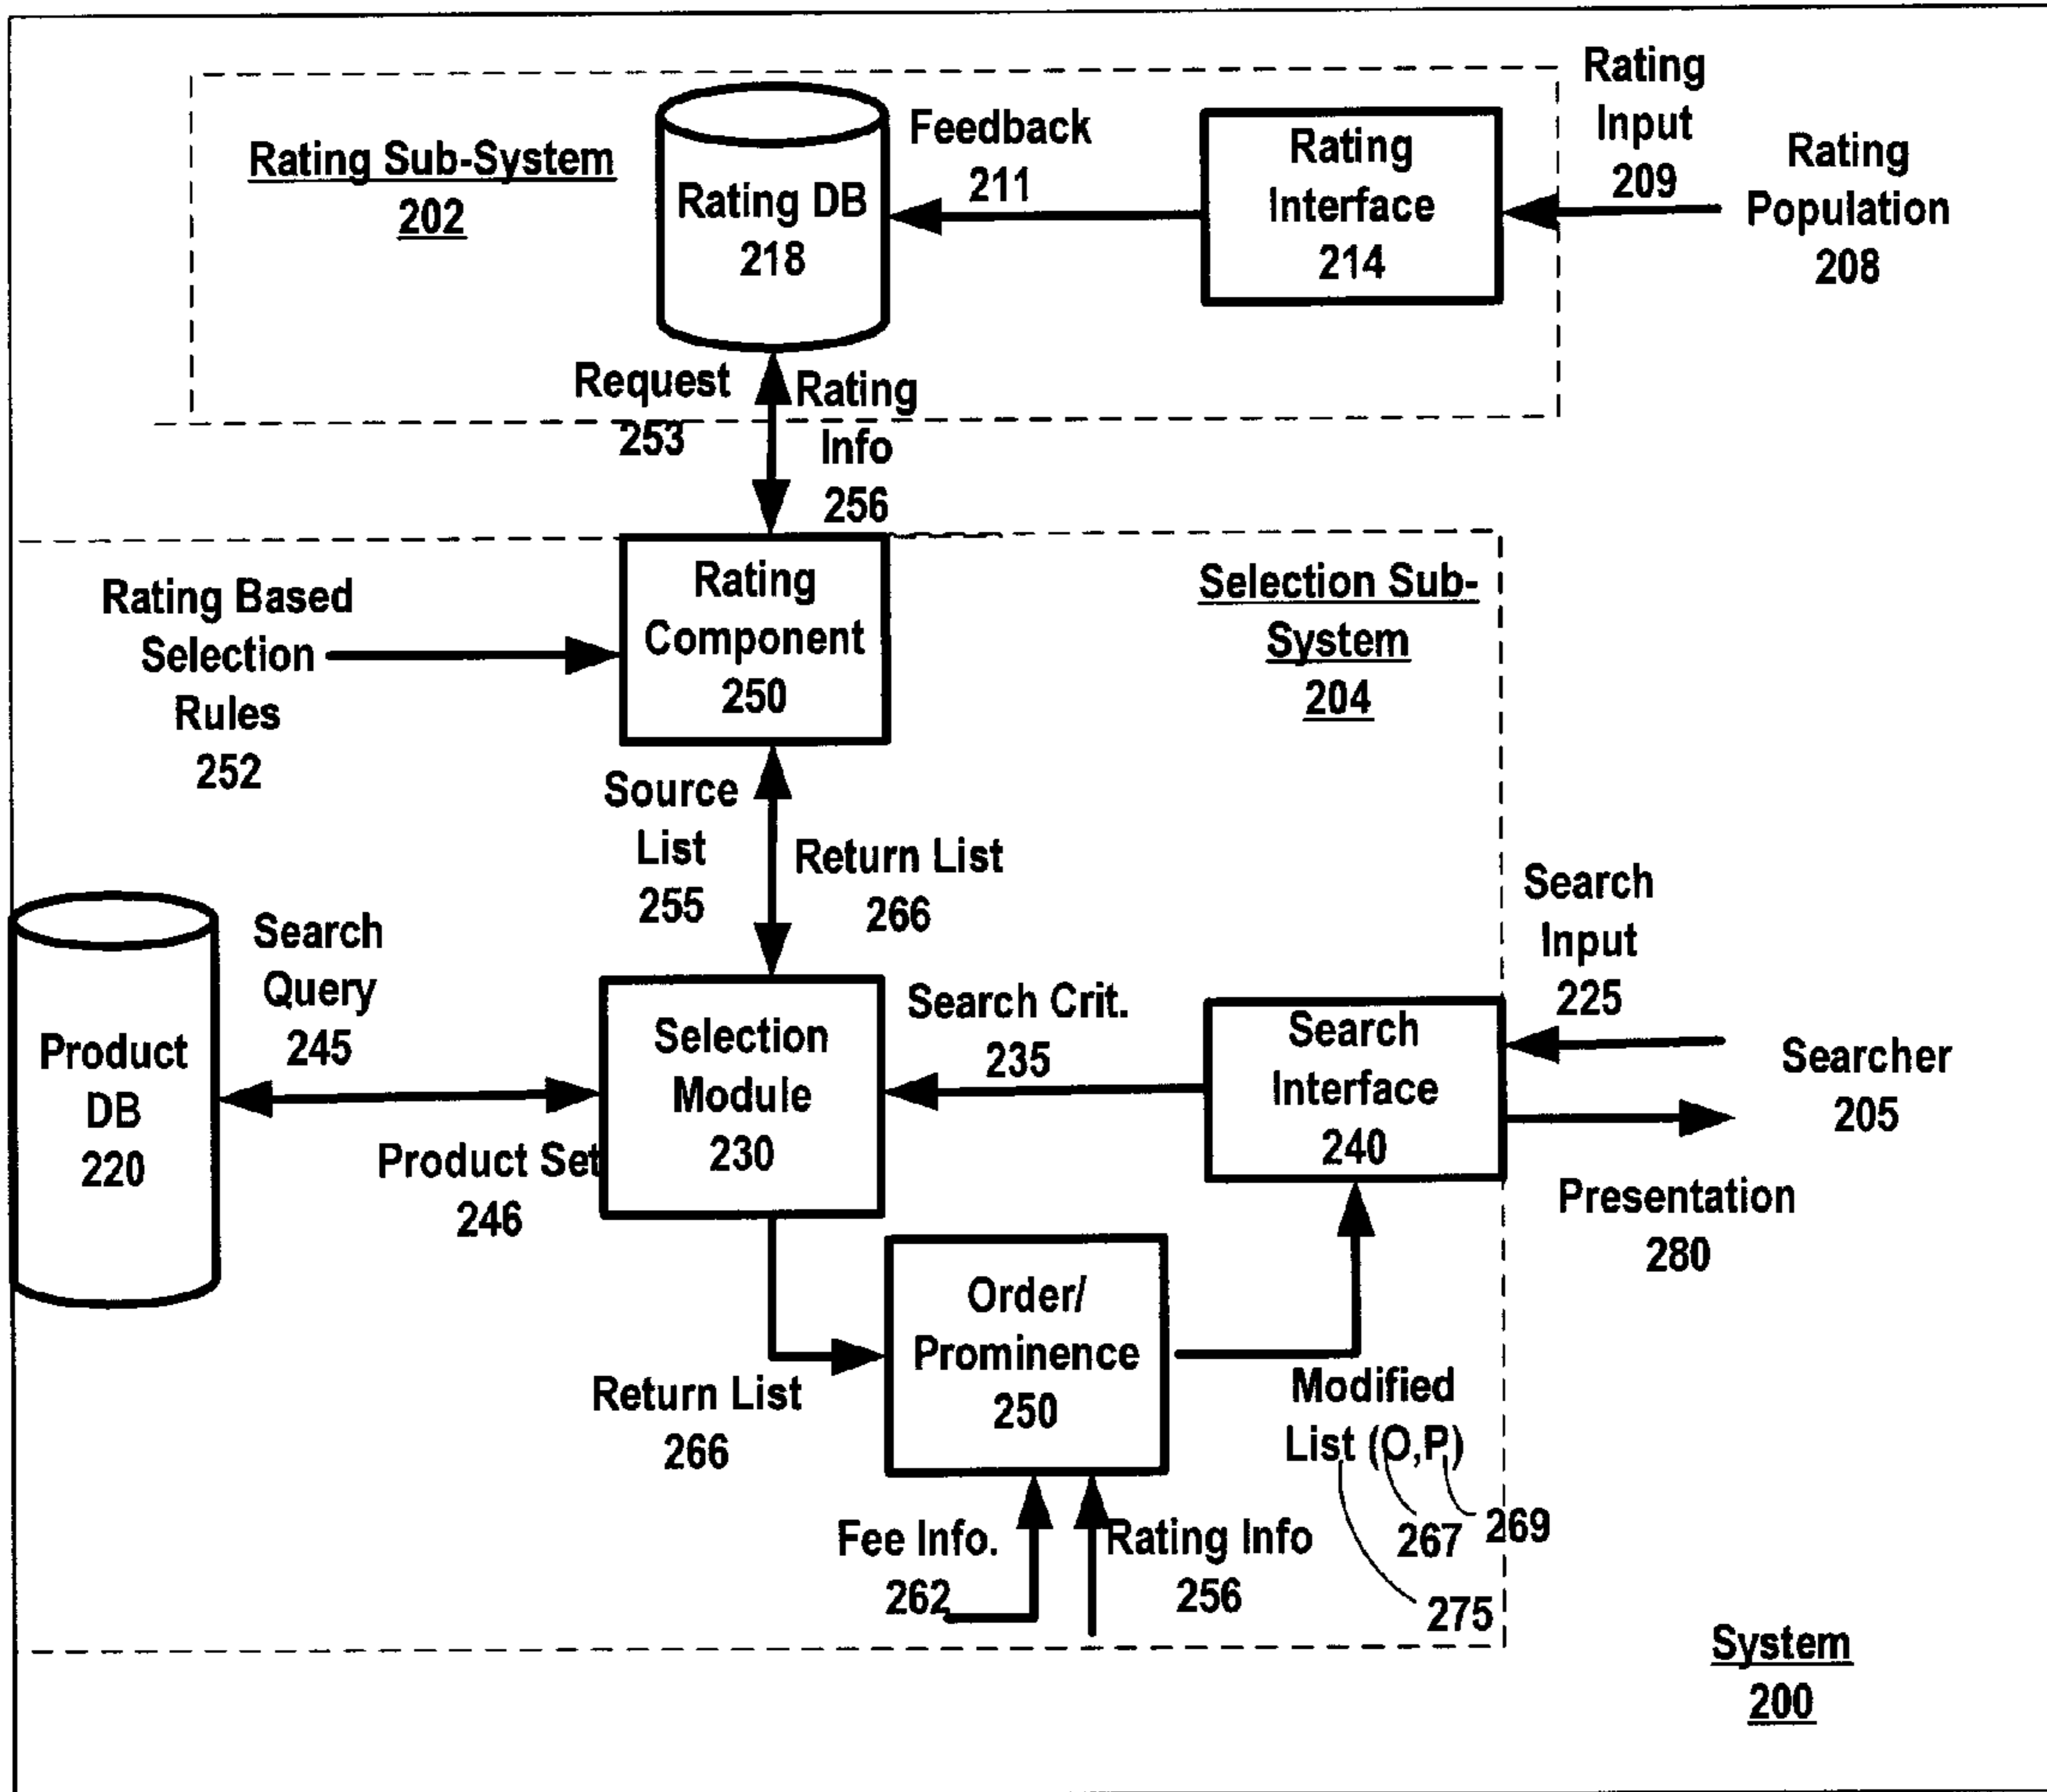 Rating
Input
209
Rating
Population
208
Rating Sub-System
202
Rating DB
218
Feedback
211
Rating
Interface
214
Request
253
Rating
Info
256
Rating Based
Selection
Rules
252
Rating
Component
250
Selection Sub-
System
204
Source
List
255
Return List
266
Search
Input
225
Product
DB
220
Search
Query
245
Product Set
246
Selection
Module
230
Search Crit.
235
Search
Interface
240
Searcher
205
Presentation
280
Return List
266
Order/
Prominence
250
Modified
List (O,P)
267
269
275
Fee Info.
262
Rating Info
256
System
200